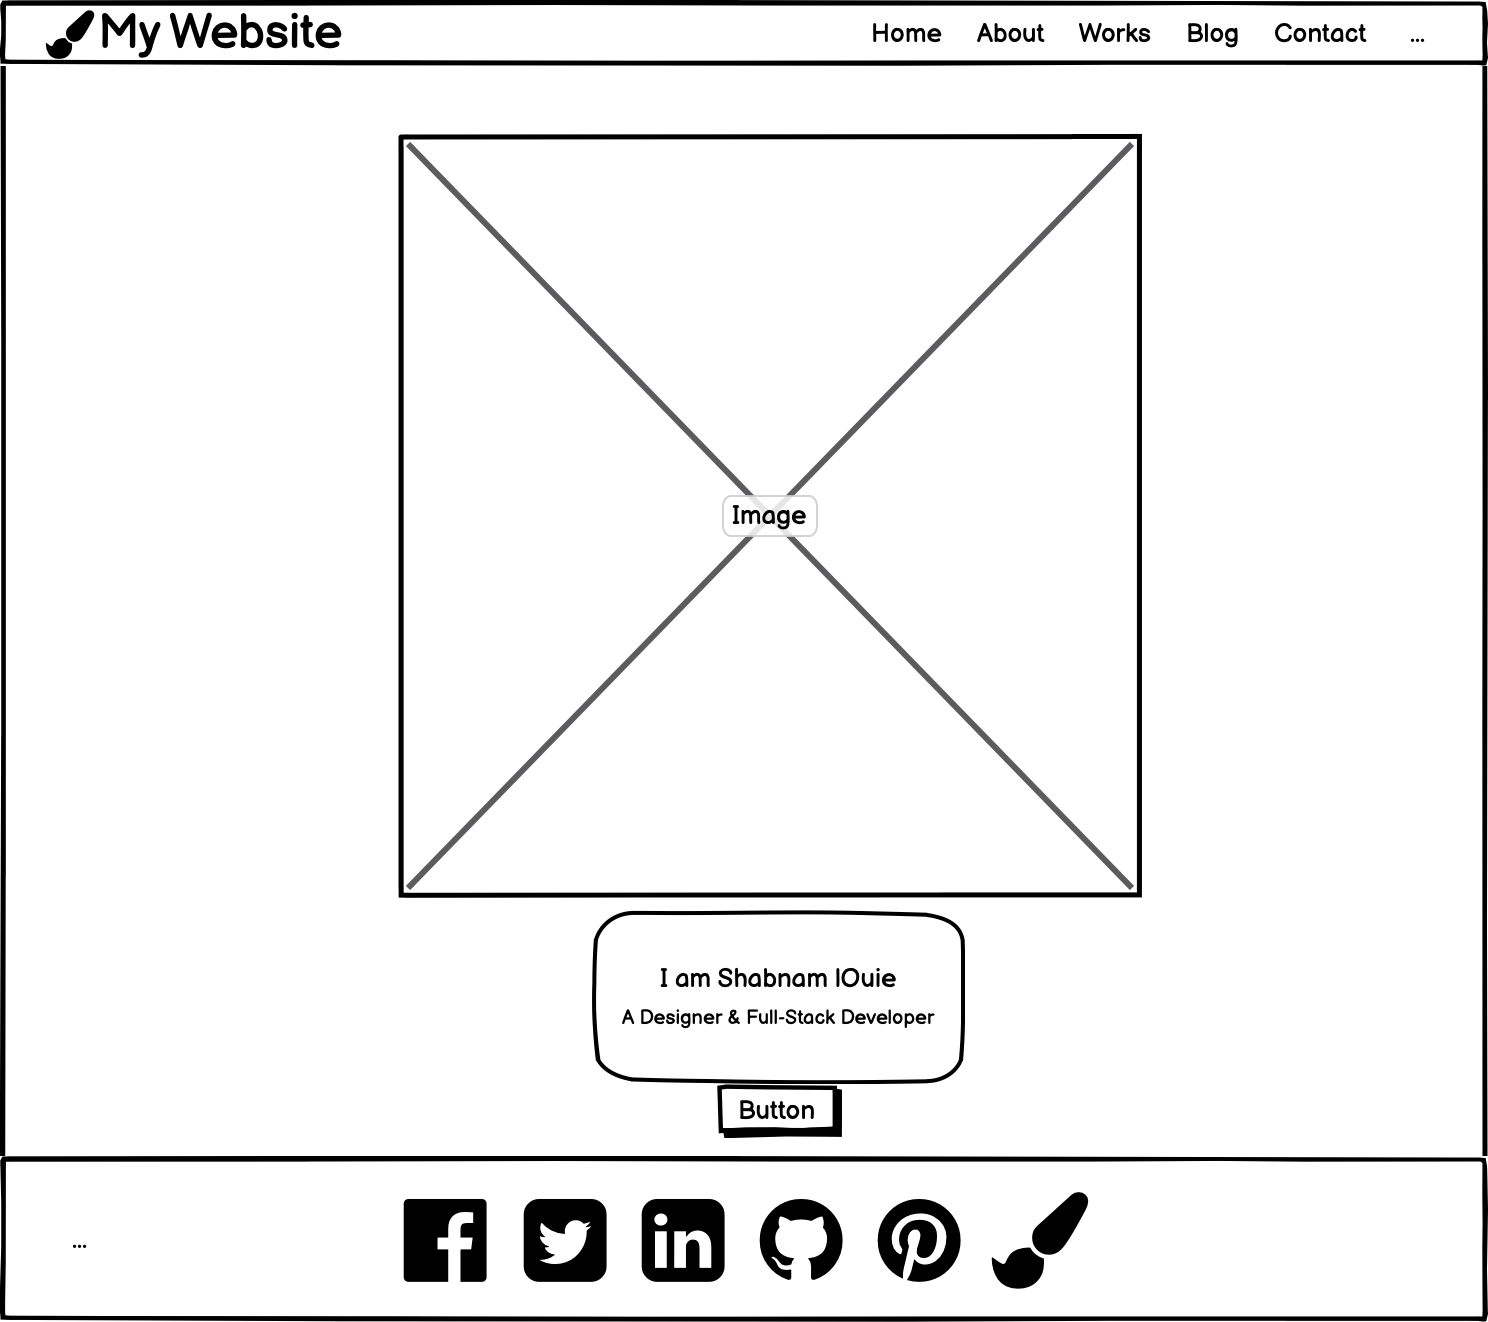 My Website
Home About Works Blog Contact ...
Image
I am Shabnam lOuie
A Designer & Full-Stack Developer
Button
...